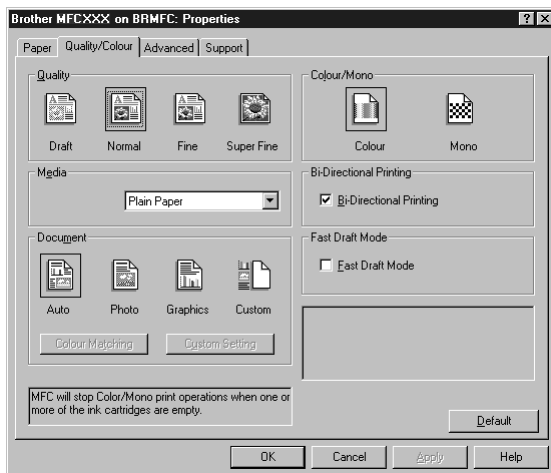 Brother MFCXXX on BRMFC: Properties
Paper Quality/Colour Advanced Support
Quality
Draft Normal Fine Super Fine
Media
Plain Paper
Document
Auto Photo Graphics Custom
Colour Matching Custom Setting
MFC will stop Color/Mono print operations when one or
more of the ink cartridges are empty.
Colour/Mono
Colour Mono
Bi-Directional Printing
Bi-Directional Printing
Fast Draft Mode
Fast Draft Mode
Default
OK Cancel Apply Help